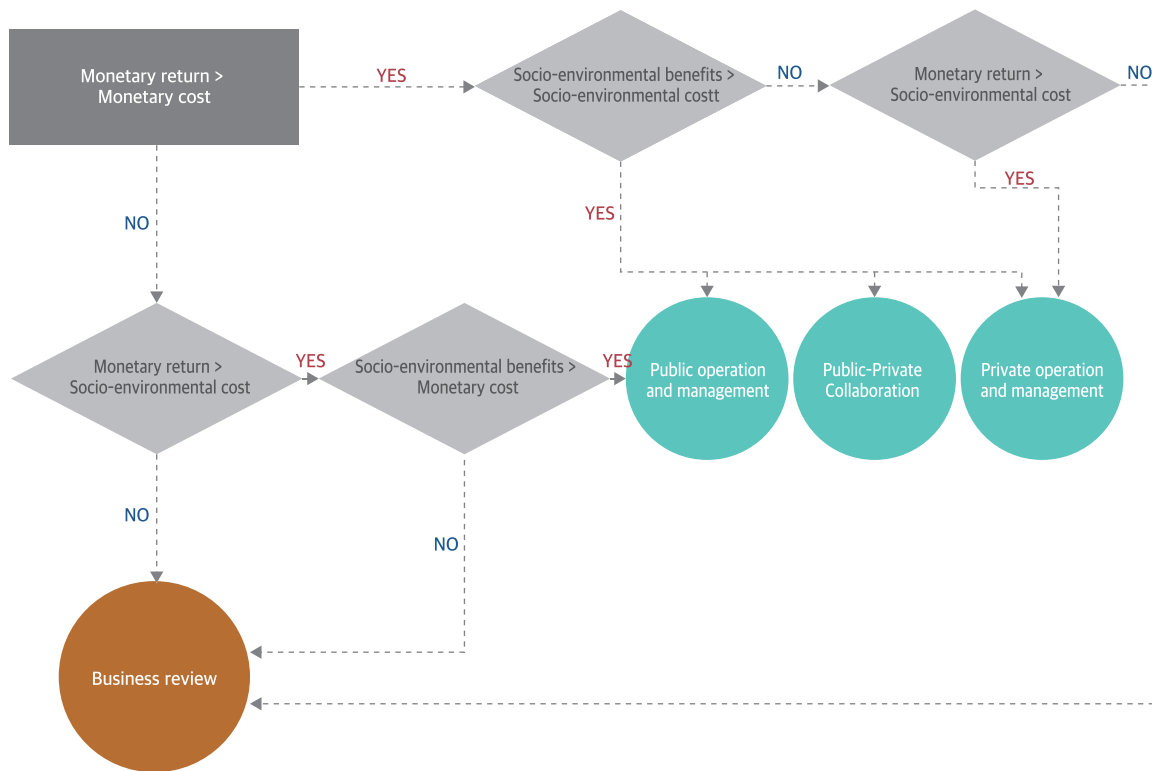 Monetary return >
Monetary cost
YES
Socio-environmental benefits >
Socio-environmental costt
NO
Monetary return >
Socio-environmental cost
NO
YES
YES
NO
Monetary return >
Socio-environmental cost
YES
Socio-environmental benefits >
Monetary cost
YES
Public operation
and management
Public-Private
Collaboration
Private operation
and management
NO
NO
Business review